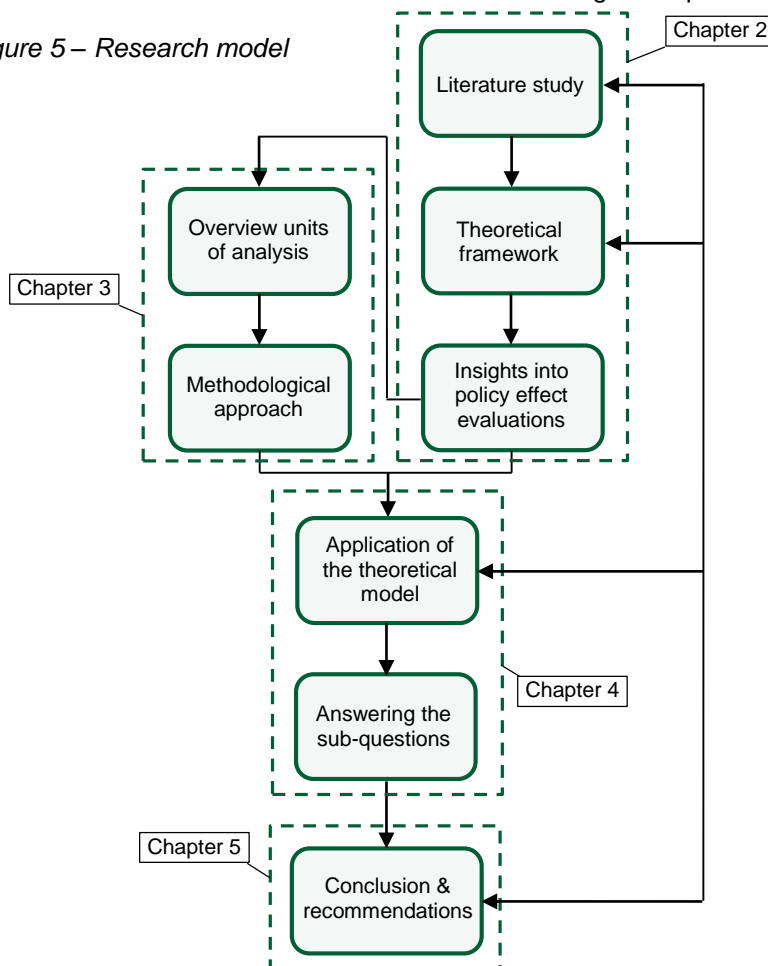 Chapter 2
gure 5 – Research model
Literature study
Overview units
of analysis
Theoretical
framework
Chapter 3
Methodological
approach
Insights into
policy effect
evaluations
Application of
the theoretical
model
Chapter 4
Answering the
sub-questions
Chapter 5
Conclusion &
recommendations